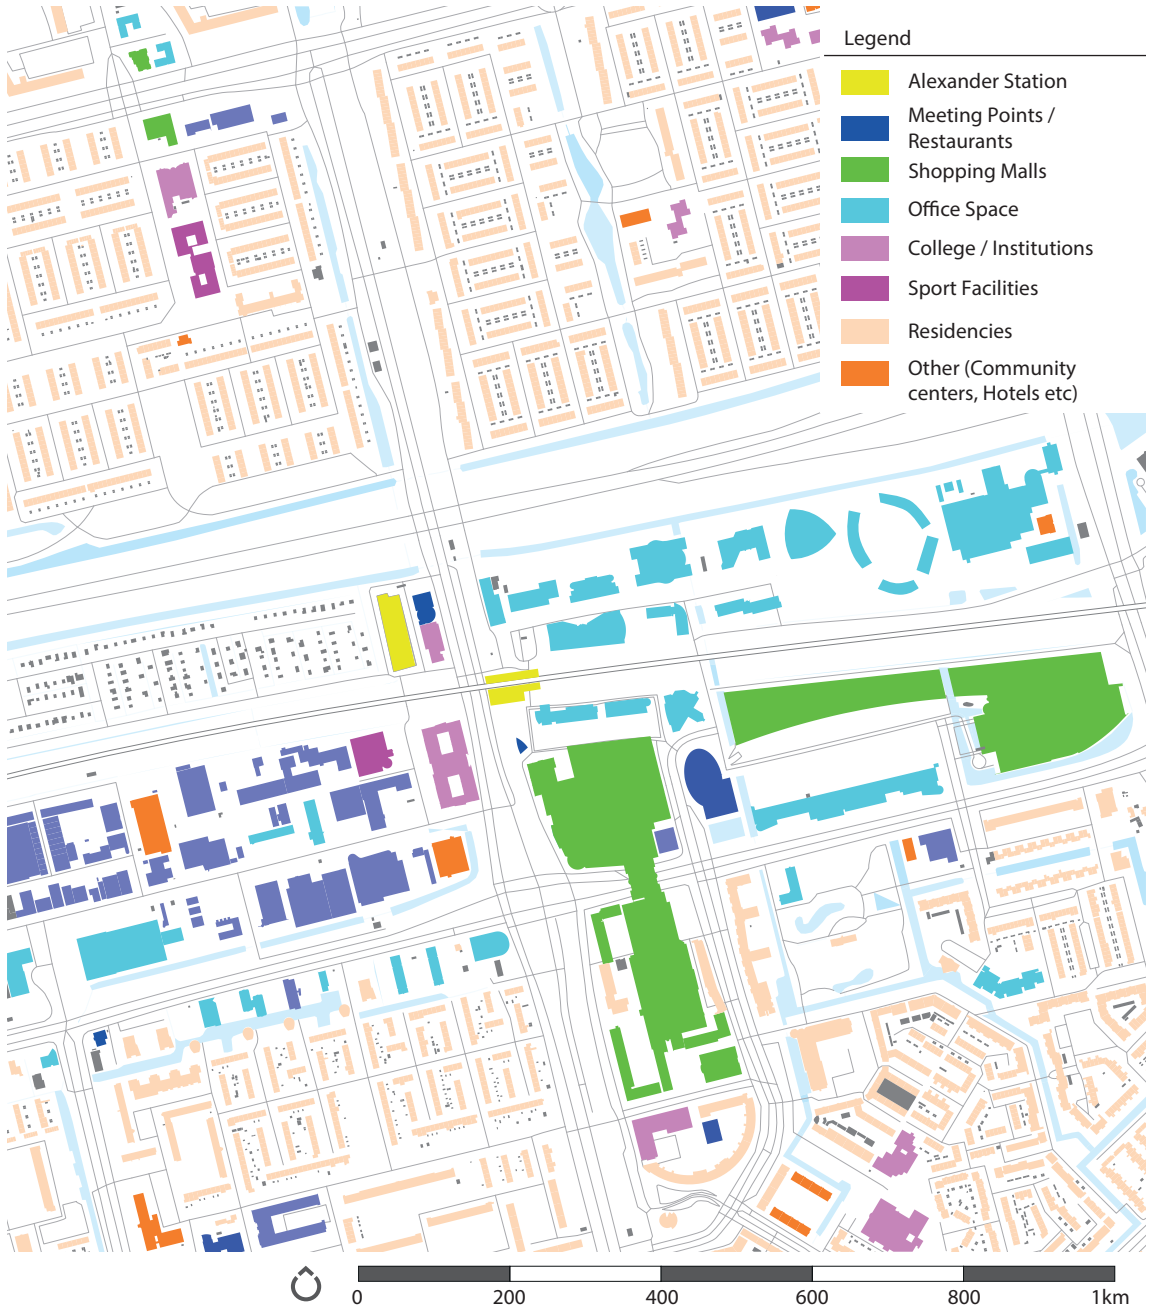 Legend
Alexander Station
Meeting Points /
Restaurants
Shopping Malls
Office Space
College / Institutions
Sport Facilities
Residencies
Other (Community
centers, Hotels etc)
0 200 400 600 800 1km